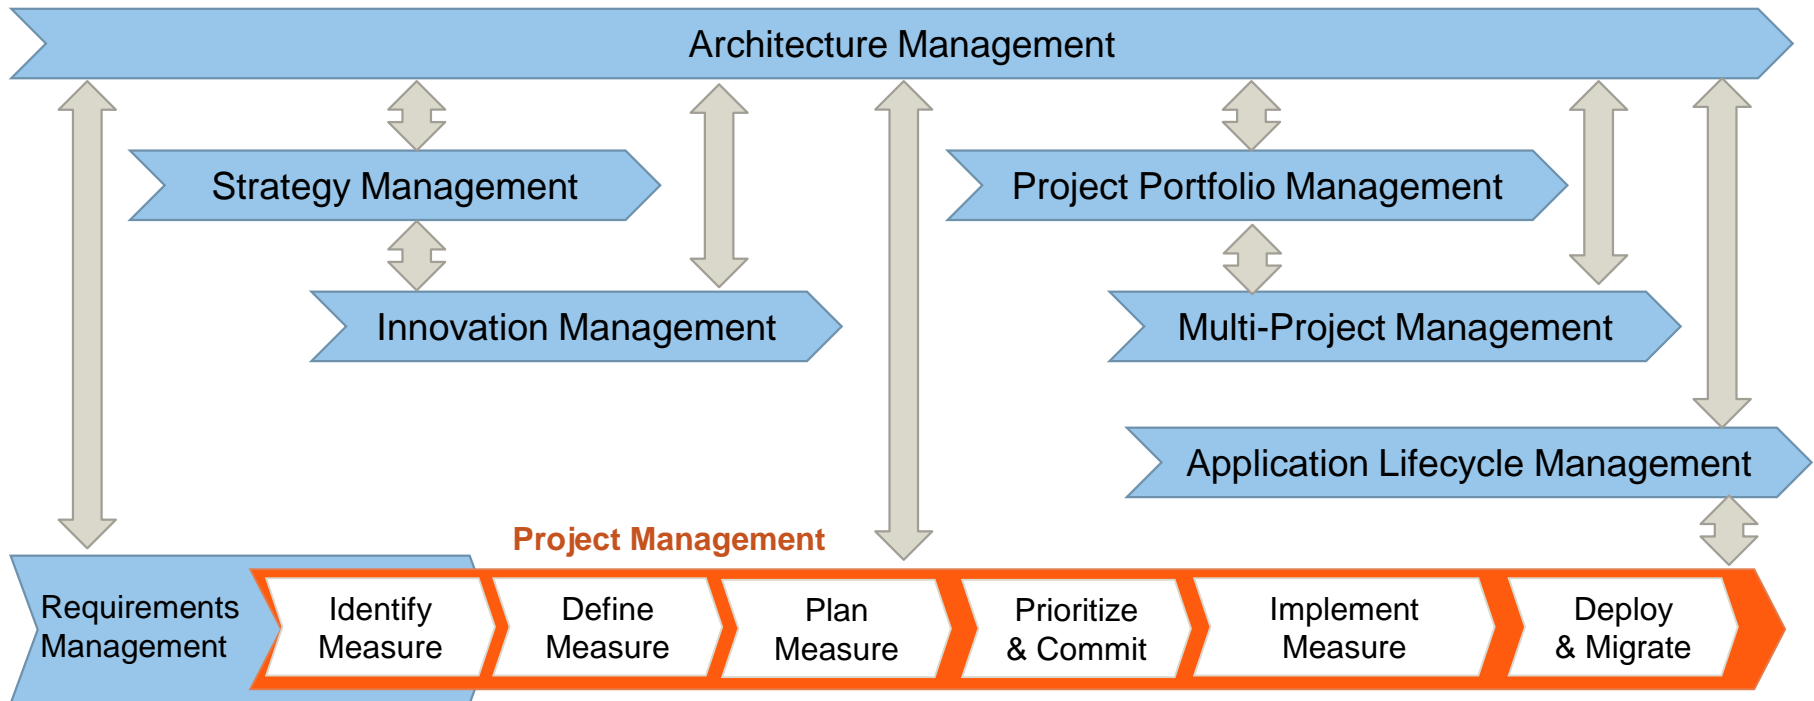 Architecture Management
Strategy Management
Project Portfolio Management
Innovation Management
Multi-Project Management
Application Lifecycle Management
Project Management
Requirements
Management
Identify
Measure
Define
Measure
Plan
Measure
Prioritize
& Commit
Implement
Measure
Deploy
& Migrate